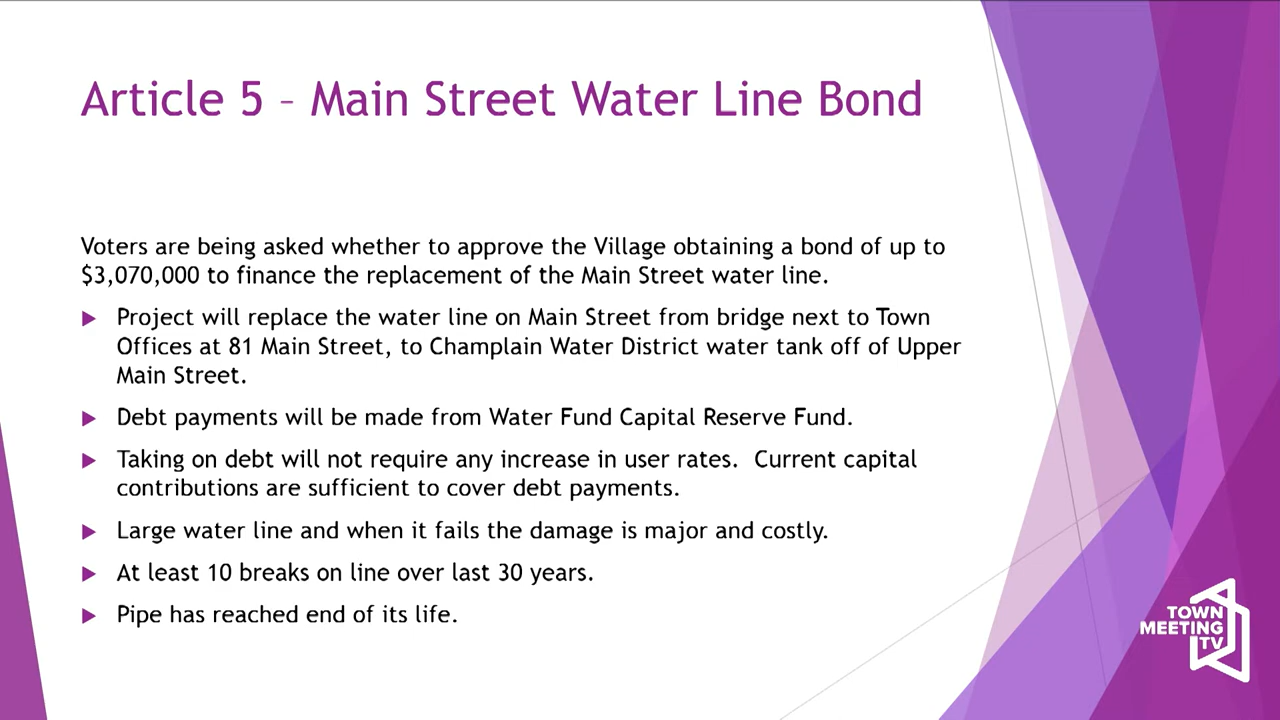 Article 5 – Main Street Water Line Bond
Voters are being asked whether to approve the Village obtaining a bond of up to
$3,070,000 to finance the replacement of the Main Street water line.
Project will replace the water line on Main Street from bridge next to Town
Offices at 81 Main Street, to Champlain Water District water tank off of Upper
Main Street.
Debt payments will be made from Water Fund Capital Reserve Fund.
Taking on debt will not require any increase in user rates.  Current capital
contributions are sufficient to cover debt payments.
Large water line and when it fails the damage is major and costly.
At least 10 breaks on line over last 30 years.
Pipe has reached end of its life.
TOWN
MEETING
TV